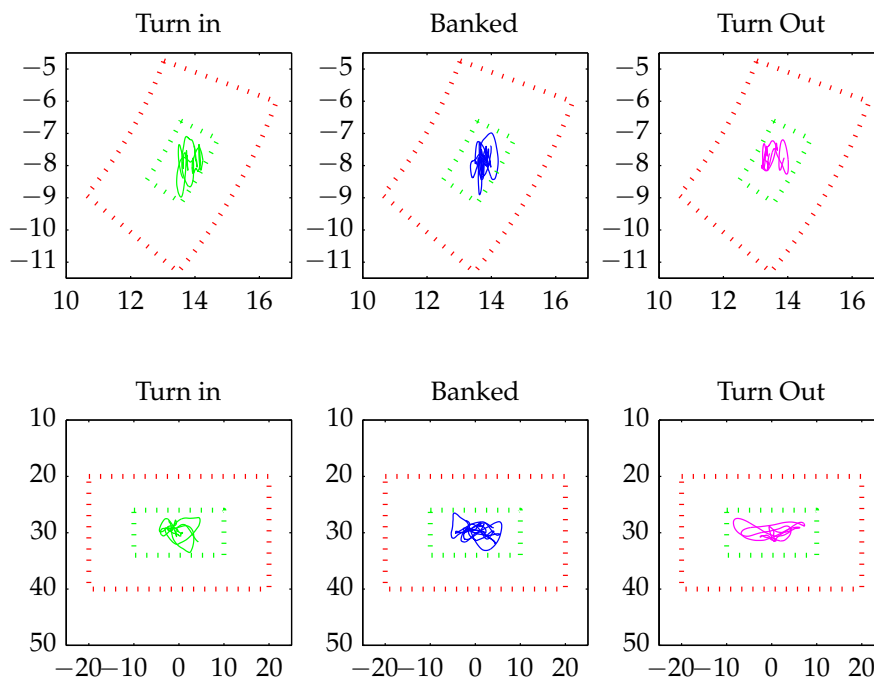 Turn in Banked Turn Out
−5 −5 −5
−6 −6 −6
−7 −7 −7
−8 −8 −8
−9 −9 −9
−10 −10 −10
−11 −11 −11
10 12 14 16 10 12 14 16 10 12 14 16
Turn in Banked Turn Out
10 10 10
20 20 20
30 30 30
40 40 40
50 50 50
−20 −10 0 10 20 −20 −10 0 10 20 −20 −10 0 10 20